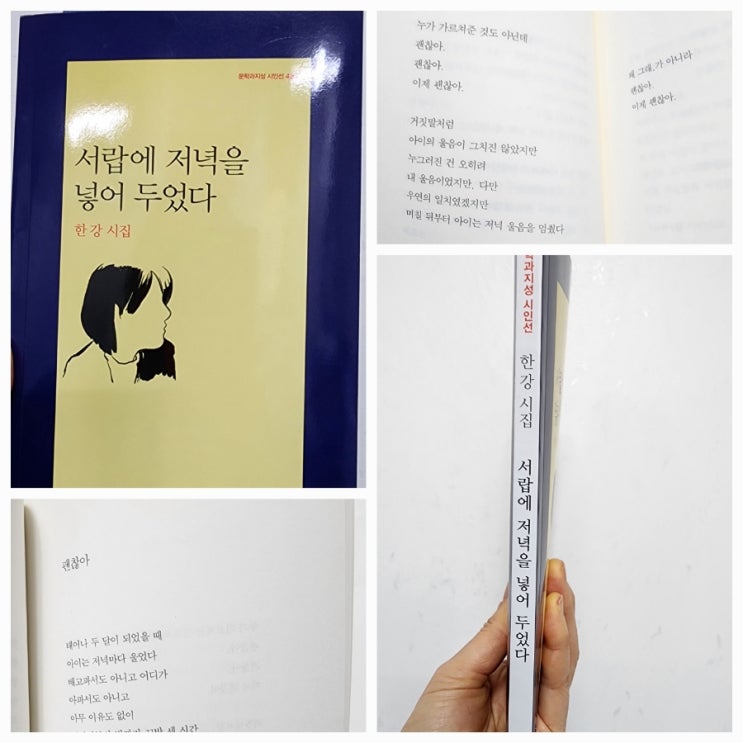 문학과지성 시인선
서랍에 저녁을
넣어 두었다
한강 시집
누가 가르쳐준 것도 아닌데
괜찮아.
괜찮아.
이제 괜찮아.
거짓말처럼
아이의 울음이 그치진 않았지만
누그러진 건 오히려
내 울음이었지만, 다만
우연의 일치였겠지만
며칠 뒤부터 아이는 저녁 울음을 멈췄다
왜 그래,가 아니라
괜찮아.
이제 괜찮아.
괜찮아
태어나 두 달이 되었을 때
아이는 저녁마다 울었다
배고파서도 아니고 어디가
아파서도 아니고
아무 이유도 없이
학과지성 시인선
한강 시집
서랍에 저녁을 넣어 두었다